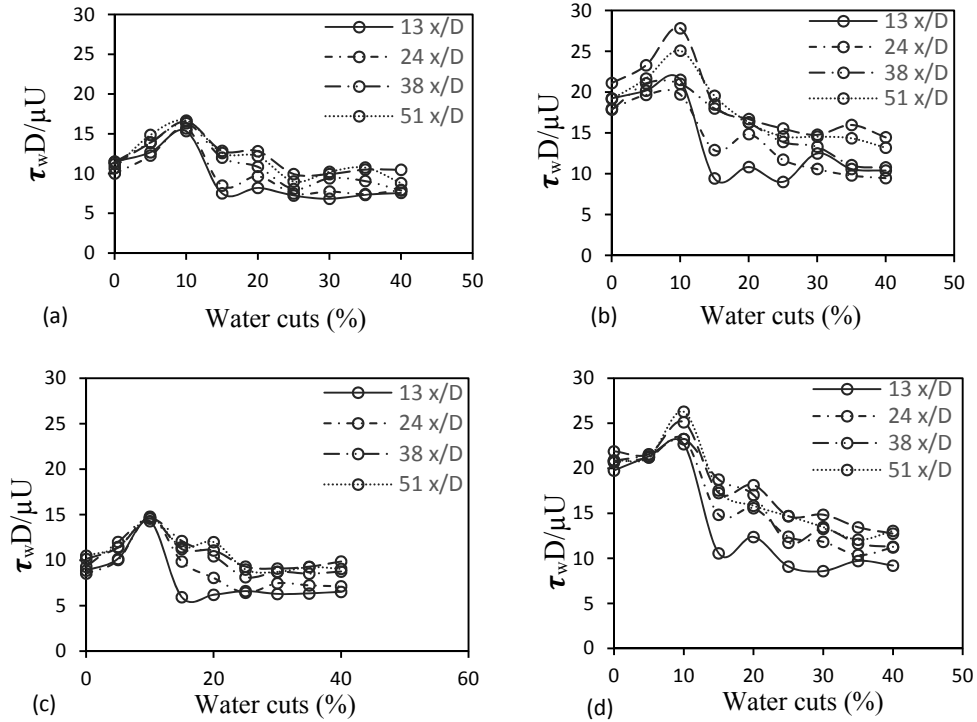 30
25
20
15
10
5
0
0 10 20 30 40 50
τwD/µU
Water cuts (%)
13 x/D
24 x/D
38 x/D
51 x/D
(a)
30
25
20
15
10
5
0
0 10 20 30 40 50
τwD/µU
Water cuts (%)
13 x/D
24 x/D
38 x/D
51 x/D
(b)
30
25
20
15
10
5
0
0 20 40 60
τwD/µU
Water cuts (%)
13 x/D
24 x/D
38 x/D
51 x/D
(c)
30
25
20
15
10
5
0
0 10 20 30 40 50
τwD/µU
Water cuts (%)
13 x/D
24 x/D
38 x/D
51 x/D
(d)